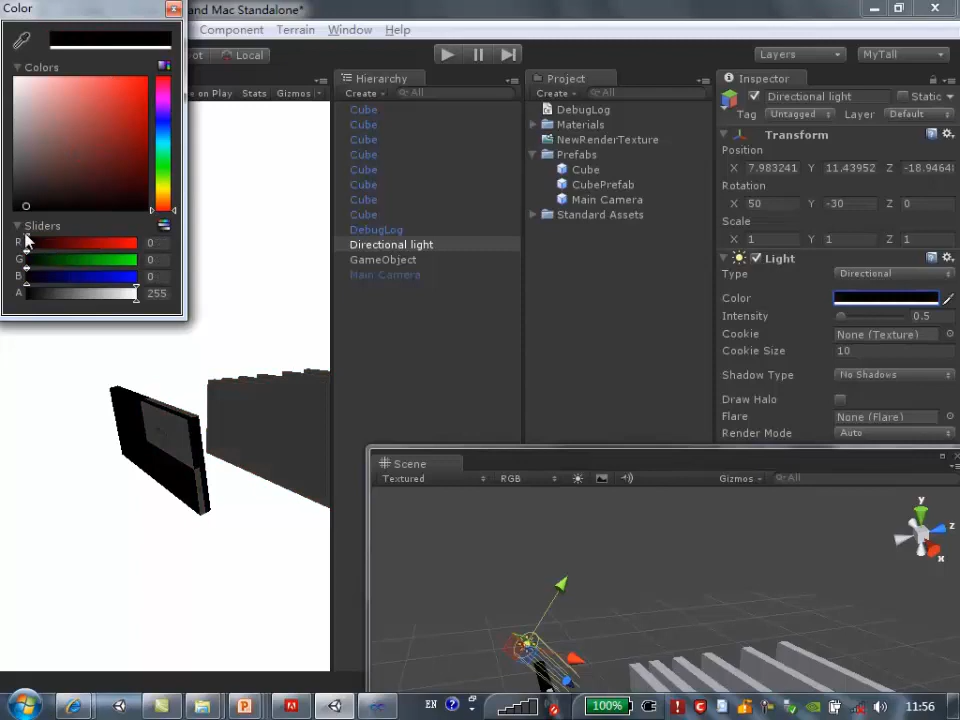 Color
and Mac Standalone*
Component Terrain Window Help
Local
Layers
MyTall
Colors
Sliders
R 0
G 0
B 0
A 255
on Play Stats Gizmos
Hierarchy
Create All
Cube
Cube
Cube
Cube
Cube
Cube
Cube
Cube
DebugLog
Directional light
GameObject
Main Camera
Project
Create All
DebugLog
Materials
NewRenderTexture
Prefabs
Cube
CubePrefab
Main Camera
Standard Assets
Inspector
Directional light Static
Tag Untagged Layer Default
Transform
Position
X 7.983241 Y 11.43952 Z -18.9464
Rotation
X 50 Y -30 Z 0
Scale
X 1 Y 1 Z 1
Light
Type Directional
Color
Intensity 0.5
Cookie None (Texture)
Cookie Size 10
Shadow Type No Shadows
Draw Halo
Flare None (Flare)
Render Mode Auto
Scene
Textured RGB Gizmos All
y
z
x
EN 100% 11:56